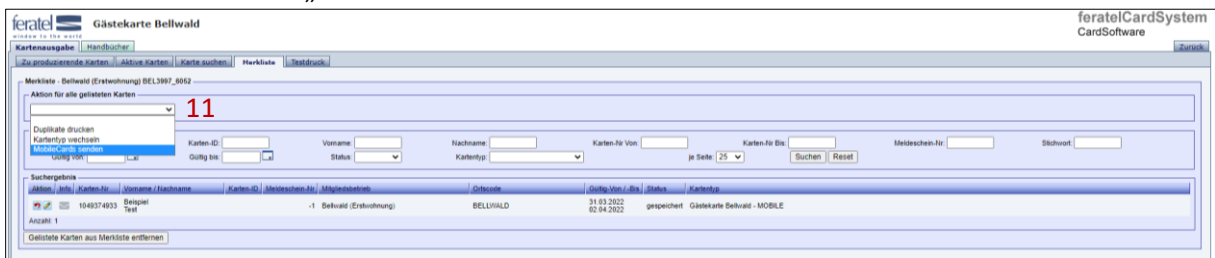 „
feratel Gästekarte Bellwald feratelCardSystem
window to the world CardSoftware
Kartenausgabe Handbücher Zurück
Zu produzierende Karten Aktive Karten Karte suchen Merkliste Testdruck
Merkliste - Bellwald (Erstwohnung) BEL3997_6052
Aktion für alle gelisteten Karten
11
Duplikate drucken
Kartentyp wechseln
MobileCards senden
Karten-ID: Vorname: Nachname: Karten-Nr Von: Karten-Nr Bis: Meldeschein-Nr: Stichwort:
Gültig von: Gültig bis: Status: Kartentyp: je Seite: 25 Suchen Reset
Suchergebnis
Aktion Info Karten-Nr Vorname / Nachname Karten-ID Meldeschein-Nr Mitgliedsbetrieb Ortscode Gültig-Von / -Bis Status Kartentyp
1049374933 Beispiel Test -1 Bellwald (Erstwohnung) BELLWALD 31.03.2022 02.04.2022 gespeichert Gästekarte Bellwald - MOBILE
Anzahl: 1
Gelistete Karten aus Merkliste entfernen